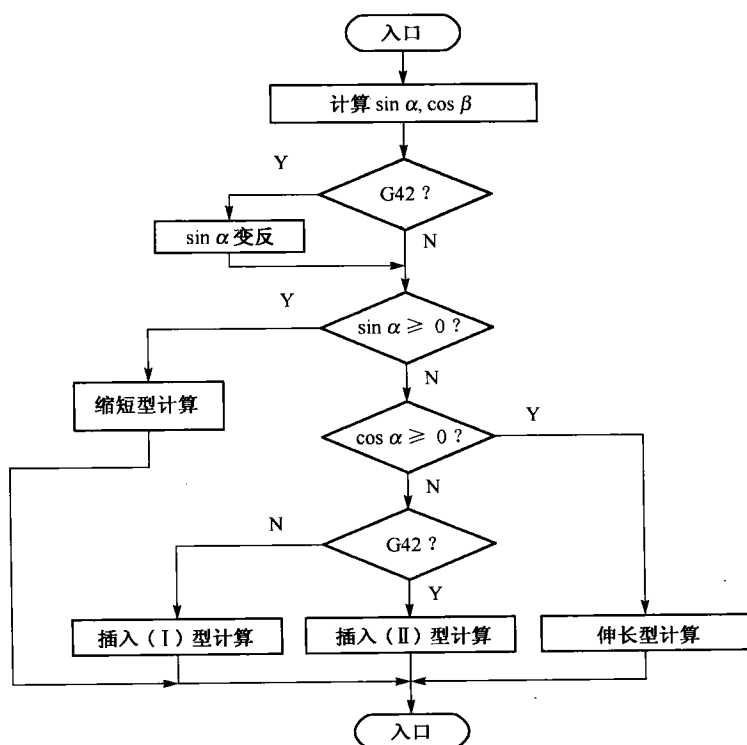 入口
计算 sin α, cos β
Y
G42 ?
sin α 变反
N
Y
sin α ≥ 0 ?
N
缩短型计算
Y
cos α ≥ 0 ?
N
N
G42 ?
Y
插入 (Ⅰ) 型计算
插入 (Ⅱ) 型计算
伸长型计算
入口